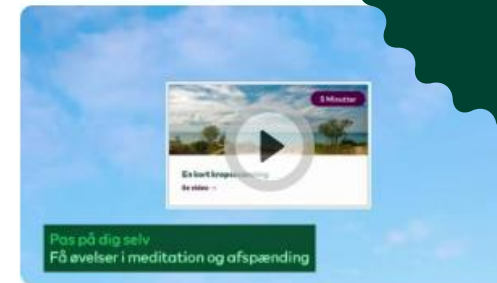 5 Minutter
En kort krops
Se video →
Pas på dig selv
Få øvelser i meditation og afspænding